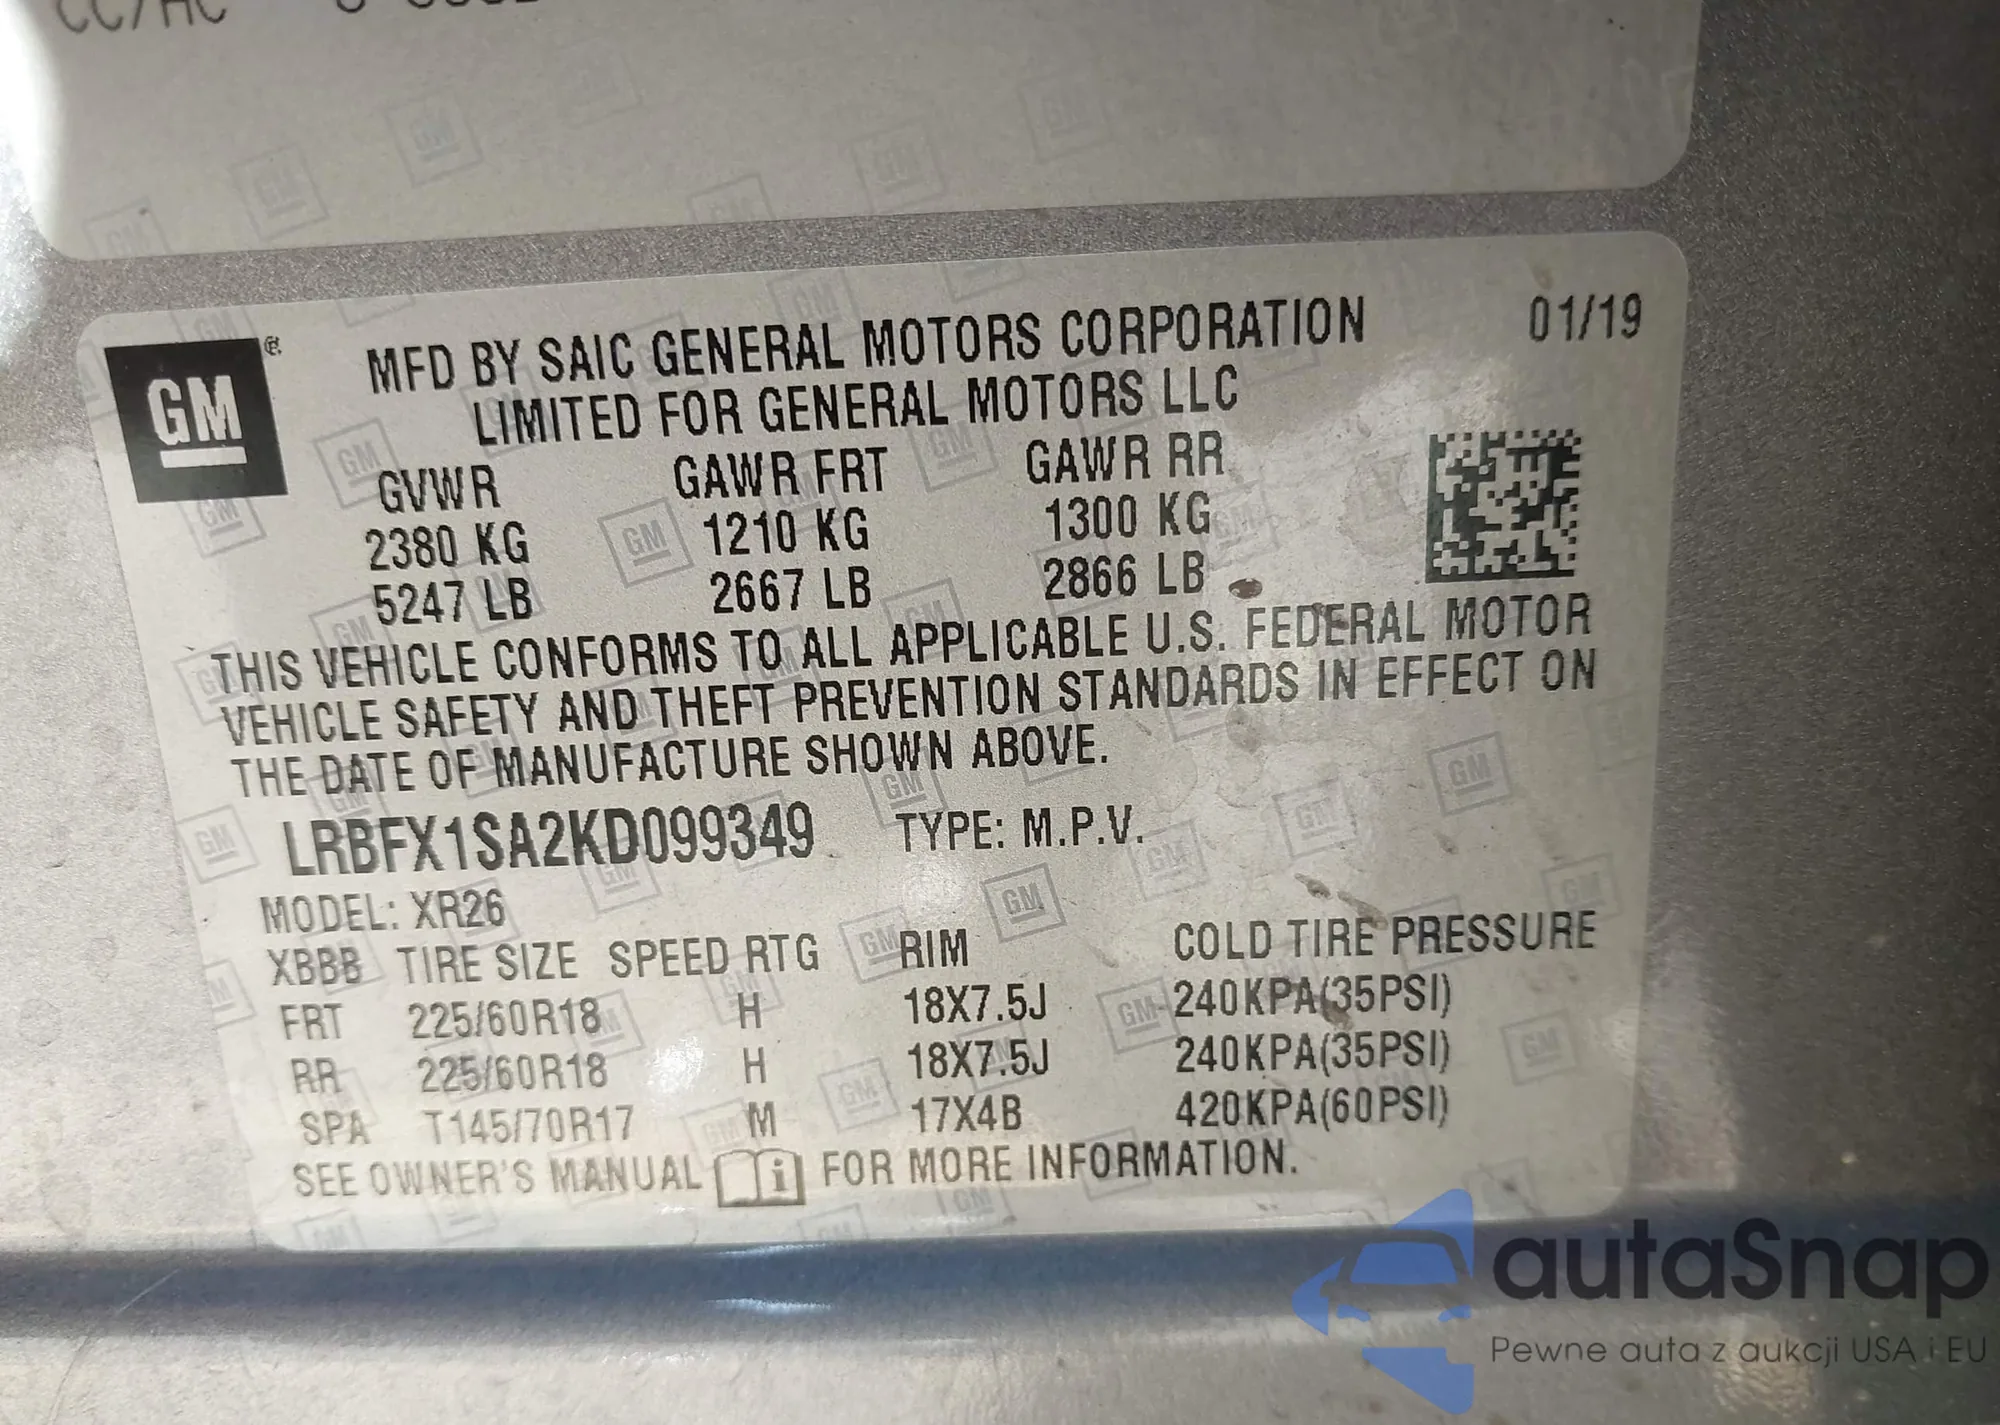 CC/HC
GM
MFD BY SAIC GENERAL MOTORS CORPORATION 01/19
LIMITED FOR GENERAL MOTORS LLC
GVWR GAWR FRT GAWR RR
2380 KG 1210 KG 1300 KG
5247 LB 2667 LB 2866 LB
THIS VEHICLE CONFORMS TO ALL APPLICABLE U.S. FEDERAL MOTOR
VEHICLE SAFETY AND THEFT PREVENTION STANDARDS IN EFFECT ON
THE DATE OF MANUFACTURE SHOWN ABOVE.
LRBFX1SA2KD099349 TYPE: M.P.V.
MODEL: XR26
XBBB TIRE SIZE SPEED RTG RIM COLD TIRE PRESSURE
FRT 225/60R18 H 18X7.5J 240KPA(35PSI)
RR 225/60R18 H 18X7.5J 240KPA(35PSI)
SPA T145/70R17 M 17X4B 420KPA(60PSI)
SEE OWNER'S MANUAL FOR MORE INFORMATION.
autaSnap
Pewne auta z aukcji USA i EU